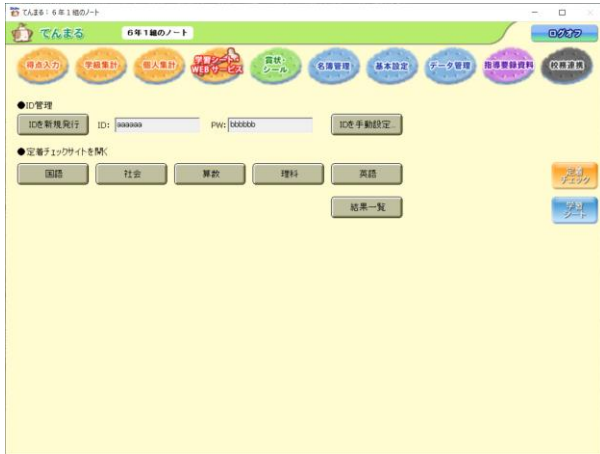 てんまる：6年1組のノート
てんまる 6年1組のノート ログオフ
得点入力 学級集計 個人集計 学習シート・WEBサービス 賞状・シール 名簿管理 基本設定 データ管理 指導要録資料 校務連携
●ID管理
IDを新規発行 ID: aaaaaa PW: bbbbbb IDを手動設定...
●定着チェックサイトを開く
国語 社会 算数 理科 英語
定着チェック
結果一覧
学習シート